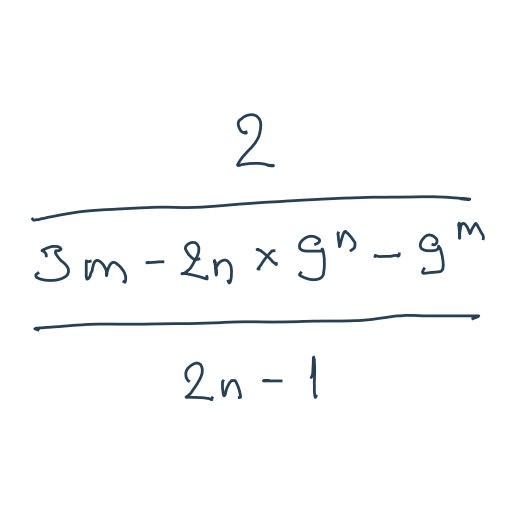 2
3m - 2n × 9ⁿ - 9ᵐ
2n - 1